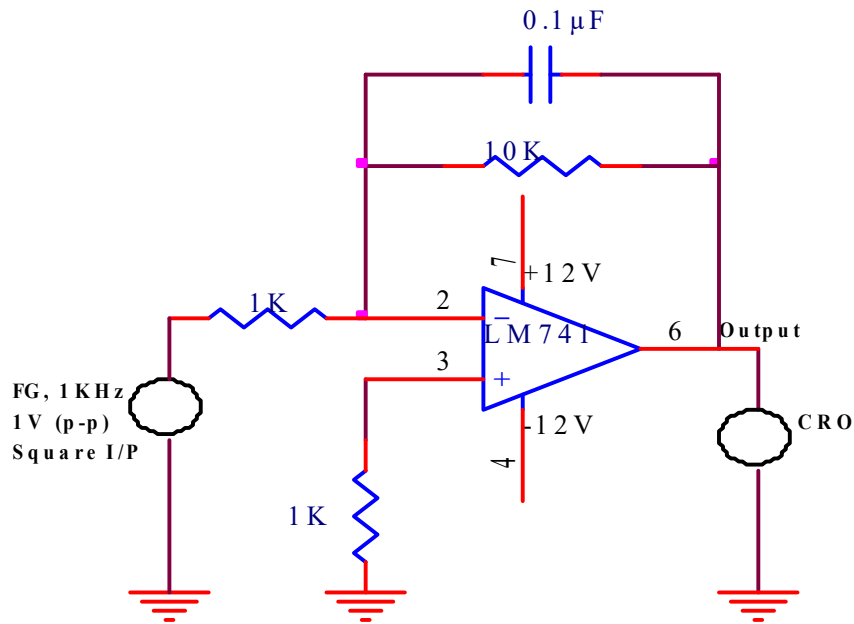 0.1µF
10K
7
+12V
1K
2
LM741
6
Output
3
FG, 1KHz
1V (p-p)
Square I/P
-12V
CRO
4
1K